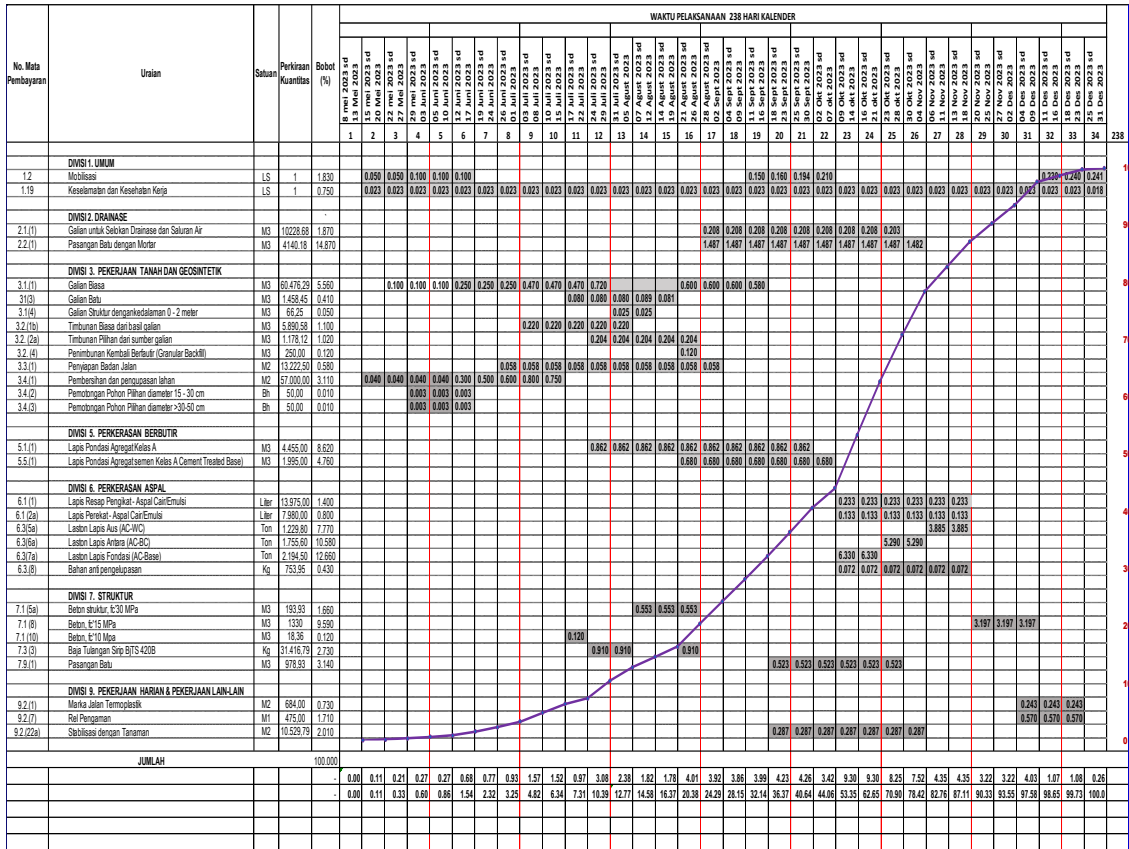 WAKTU PELAKSANAAN 238 HARI KALENDER
No. Mata Pembayaran Uraian Satuan Perkiraan Kuantitas Bobot (%)
8 mei 2023 sd 13 Mei 2023
15 mei 2023 sd 20 Mei 2023
22 mei 2023 sd 27 Mei 2023
29 mei 2023 sd 03 Juni 2023
05 Juni 2023 sd 10 Juni 2023
12 Juni 2023 sd 17 Juni 2023
19 Juni 2023 sd 24 Juni 2023
26 Juni 2023 sd 01 Juli 2023
03 Juli 2023 sd 08 Juli 2023
10 Juli 2023 sd 15 Juli 2023
17 Juli 2023 sd 22 Juli 2023
24 Juli 2023 sd 29 Juli 2023
31 Juli 2023 sd 05 Agust 2023
07 Agust 2023 sd 12 Agust 2023
14 Agust 2023 sd 19 Agust 2023
21 Agust 2023 sd 26 Agust 2023
28 Agust 2023 sd 02 Sept 2023
04 Sept 2023 sd 09 Sept 2023
11 Sept 2023 sd 16 Sept 2023
18 Sept 2023 sd 23 Sept 2023
25 Sept 2023 sd 30 Sept 2023
02 Okt 2023 sd 07 Okt 2023
09 Okt 2023 sd 14 okt 2023
16 Okt 2023 sd 21 okt 2023
23 Okt 2023 sd 28 okt 2023
30 Okt 2023 sd 04 Nov 2023
06 Nov 2023 sd 11 Nov 2023
13 Nov 2023 sd 18 Nov 2023
20 Nov 2023 sd 25 Nov 2023
27 Nov 2023 sd 02 Des 2023
04 Des 2023 sd 09 Des 2023
11 Des 2023 sd 16 Des 2023
18 Des 2023 sd 23 Des 2023
25 Des 2023 sd 31 Des 2023
1 2 3 4 5 6 7 8 9 10 11 12 13 14 15 16 17 18 19 20 21 22 23 24 25 26 27 28 29 30 31 32 33 34 238
DIVISI 1. UMUM
1.2 Mobilisasi LS 1 1.830 0.050 0.050 0.100 0.100 0.100 0.150 0.160 0.194 0.210 0.240 0.241
1.19 Keselamatan dan Kesehatan Kerja LS 1 0.750 0.023 0.023 0.023 0.023 0.023 0.023 0.023 0.023 0.023 0.023 0.023 0.023 0.023 0.023 0.023 0.023 0.023 0.023 0.023 0.023 0.023 0.023 0.023 0.023 0.023 0.023 0.023 0.023 0.023 0.023 0.023 0.023 0.018
DIVISI 2. DRAINASE
2.1.(1) Galian untuk Selokan Drainase dan Saluran Air M3 10228.68 1.870 0.208 0.208 0.208 0.208 0.208 0.208 0.208 0.208 0.203
2.2.(1) Pasangan Batu dengan Mortar M3 4140.18 14.870 1.487 1.487 1.487 1.487 1.487 1.487 1.487 1.487 1.487 1.482
DIVISI 3. PEKERJAAN TANAH DAN GEOSINTETIK
3.1.(1) Galian Biasa M3 60.476,29 5.560 0.100 0.100 0.100 0.250 0.250 0.250 0.470 0.470 0.470 0.720 0.600 0.600 0.600 0.580
31(3) Galian Batu M3 1.458,45 0.410 0.080 0.080 0.080 0.089 0.081
3.1(4) Galian Struktur dengankedalaman 0 - 2 meter M3 66,25 0.050 0.025 0.025
3.2.(1b) Timbunan Biasa dari basil galian M3 5.890,58 1.100 0.220 0.220 0.220 0.220 0.220
3.2. (2a) Timbunan Pilihan dari sumber galian M3 1.178,12 1.020 0.204 0.204 0.204 0.204 0.204
3.2. (4) Penimbunan Kembali Berfautir (Granular Backfill) M3 250,00 0.120 0.120
3.3.(1) Penyiapan Badan Jalan M2 13.222,50 0.580 0.058 0.058 0.058 0.058 0.058 0.058 0.058 0.058 0.058 0.058
3.4.(1) Pembersihan dan pengupasan lahan M2 57.000,00 3.110 0.040 0.040 0.040 0.040 0.300 0.500 0.600 0.800 0.750
3.4.(2) Pemotongan Pohon Pilihan diameter 15 - 30 cm Bh 50,00 0.010 0.003 0.003 0.003
3.4.(3) Pemotongan Pohon Pilihan diameter >30-50 cm Bh 50,00 0.010 0.003 0.003 0.003
DIVISI 5. PERKERASAN BERBUTIR
5.1.(1) Lapis Pondasi Agregat Kelas A M3 4.455,00 8.620 0.862 0.862 0.862 0.862 0.862 0.862 0.862 0.862 0.862 0.862
5.5.(1) Lapis Pondasi Agregat semen Kelas A Cement Treated Base) M3 1.995,00 4.760 0.680 0.680 0.680 0.680 0.680 0.680 0.680
DIVISI 6. PERKERASAN ASPAL
6.1 (1) Lapis Resap Pengikat - Aspal Cair/Emulsi Liter 13.975,00 1.400 0.233 0.233 0.233 0.233 0.233 0.233
6.1 (2a) Lapis Perekat - Aspal Cair/Emulsi Liter 7.980,00 0.800 0.133 0.133 0.133 0.133 0.133 0.133
6.3(5a) Laston Lapis Aus (AC-WC) Ton 1.229,80 7.770 3.885 3.885
6.3(6a) Laston Lapis Antara (AC-BC) Ton 1.755,60 10.580 5.290 5.290
6.3(7a) Laston Lapis Fondasi (AC-Base) Ton 2.194,50 12.660 6.330 6.330
6.3.(8) Bahan anti pengelupasan Kg 753,95 0.430 0.072 0.072 0.072 0.072 0.072 0.072
DIVISI 7. STRUKTUR
7.1 (5a) Beton struktur, fc'30 MPa M3 193,93 1.660 0.553 0.553 0.553
7.1 (8) Beton, fc'15 MPa M3 1330 9.590 3.197 3.197 3.197
7.1 (10) Beton, fc'10 Mpa M3 18,36 0.120 0.120
7.3 (3) Baja Tulangan Sirip BjTS 420B Kg 31.416,79 2.730 0.910 0.910 0.910
7.9.(1) Pasangan Batu M3 978,93 3.140 0.523 0.523 0.523 0.523 0.523 0.523
DIVISI 9. PEKERJAAN HARIAN & PEKERJAAN LAIN-LAIN
9.2.(1) Marka Jalan Termoplastik M2 684,00 0.730 0.243 0.243 0.243
9.2.(7) Rel Pengaman M1 475,00 1.710 0.570 0.570 0.570
9.2.(22a) Stabilisasi dengan Tanaman M2 10.529,79 2.010 0.287 0.287 0.287 0.287 0.287 0.287 0.287
JUMLAH 100.000
- 0.00 0.11 0.21 0.27 0.27 0.68 0.77 0.93 1.57 1.52 0.97 3.08 2.38 1.82 1.78 4.01 3.92 3.86 3.99 4.23 4.26 3.42 9.30 9.30 8.25 7.52 4.35 4.35 3.22 3.22 4.03 1.07 1.08 0.26
- 0.00 0.11 0.33 0.60 0.86 1.54 2.32 3.25 4.82 6.34 7.31 10.39 12.77 14.58 16.37 20.38 24.29 28.15 32.14 36.37 40.64 44.06 53.35 62.65 70.90 78.42 82.76 87.11 90.33 93.55 97.58 98.65 99.73 100.0